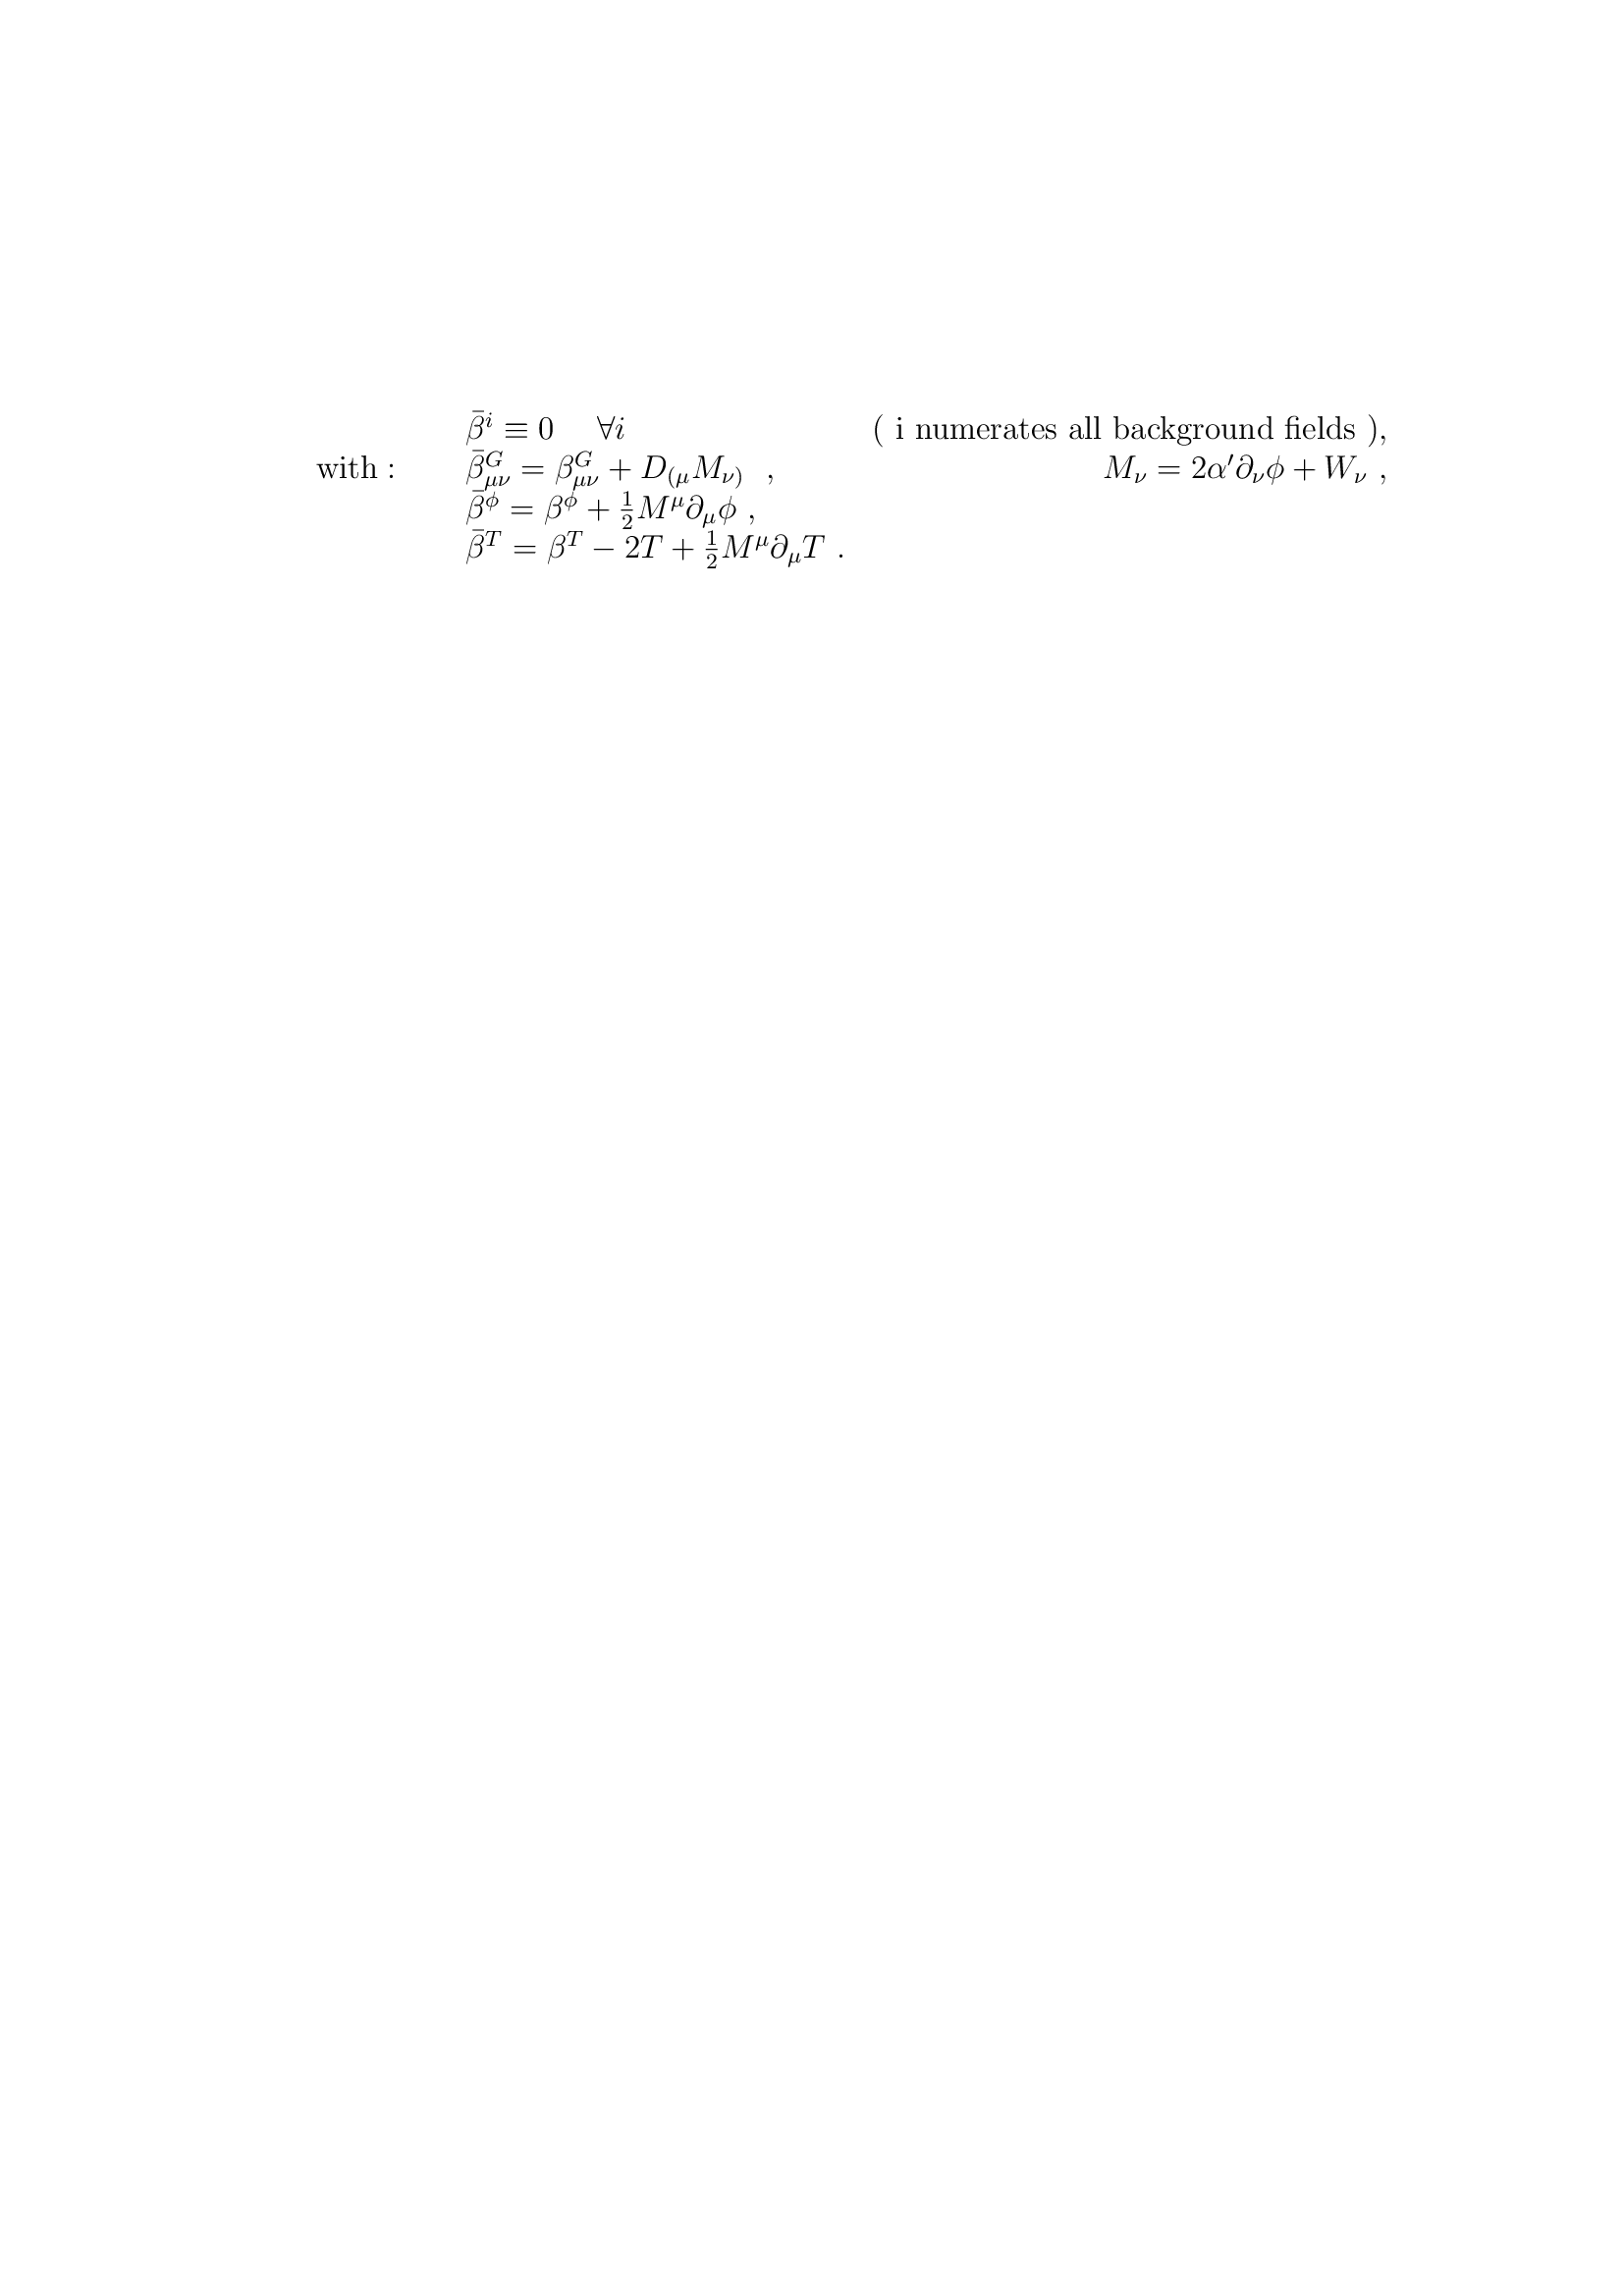 $\bar{\beta}^i \equiv 0 \quad \forall i \quad$ ( i numerates all background fields ),
with : $\bar{\beta}^G_{\mu\nu} = \beta^G_{\mu\nu} + D_{(\mu} M_{\nu)}$ , $\quad M_\nu = 2\alpha' \partial_\nu \phi + W_\nu$ ,
$\bar{\beta}^\phi = \beta^\phi + \frac{1}{2} M^\mu \partial_\mu \phi$ ,
$\bar{\beta}^T = \beta^T - 2T + \frac{1}{2} M^\mu \partial_\mu T$ .